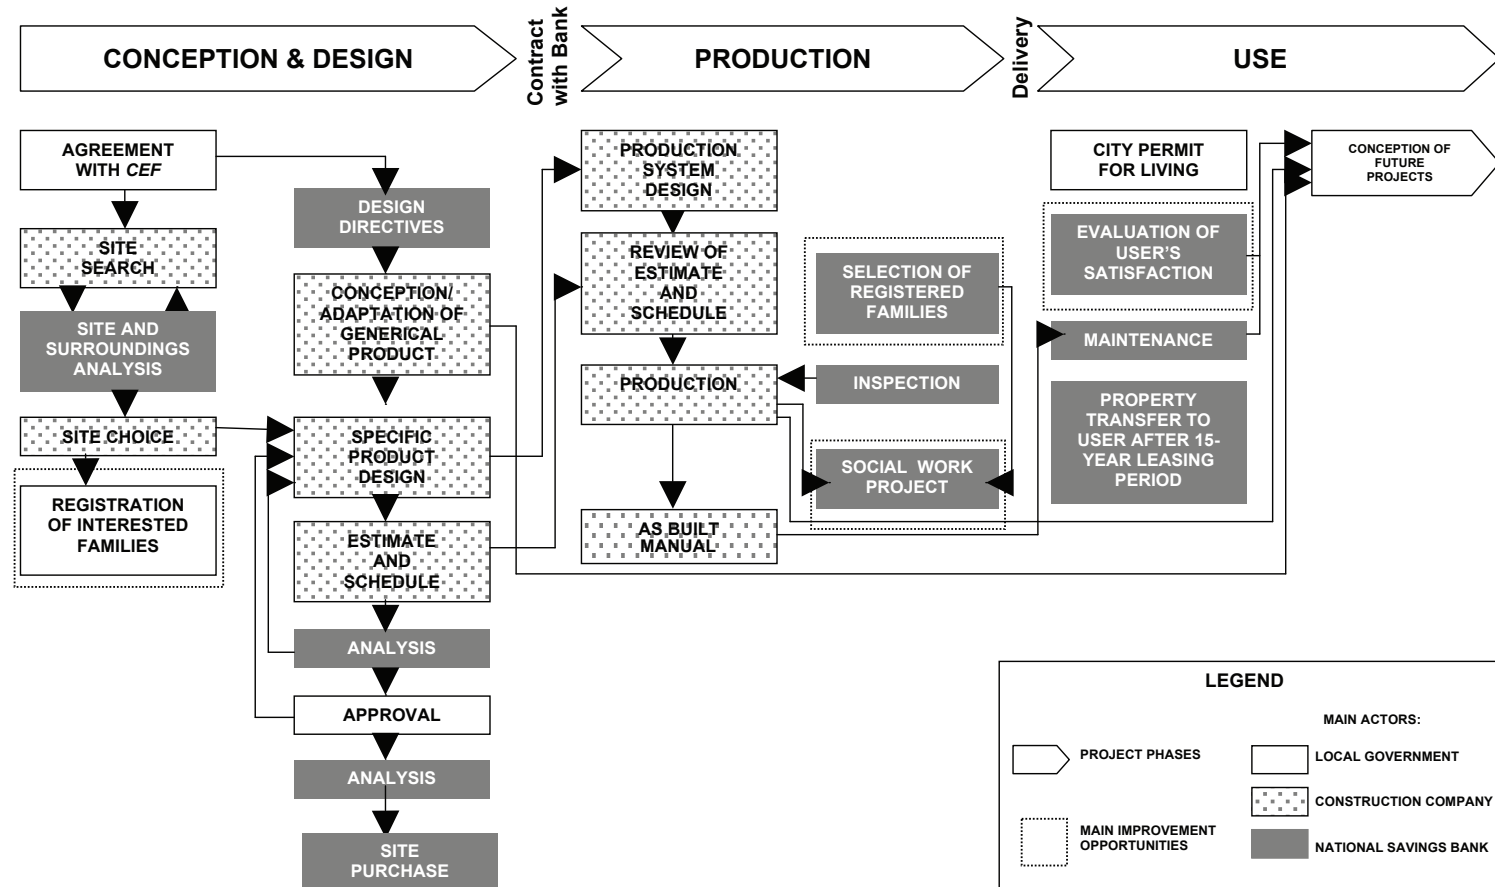 CONCEPTION & DESIGN
Contract
with Bank
PRODUCTION
Delivery
USE
AGREEMENT
WITH CEF
SITE
SEARCH
SITE AND
SURROUNDINGS
ANALYSIS
SITE CHOICE
REGISTRATION
OF INTERESTED
FAMILIES
DESIGN
DIRECTIVES
CONCEPTION/
ADAPTATION OF
GENERICAL
PRODUCT
SPECIFIC
PRODUCT
DESIGN
ESTIMATE
AND
SCHEDULE
ANALYSIS
APPROVAL
ANALYSIS
SITE
PURCHASE
PRODUCTION
SYSTEM
DESIGN
REVIEW OF
ESTIMATE
AND
SCHEDULE
PRODUCTION
AS BUILT
MANUAL
SELECTION OF
REGISTERED
FAMILIES
INSPECTION
SOCIAL WORK
PROJECT
CITY PERMIT
FOR LIVING
EVALUATION OF
USER'S
SATISFACTION
MAINTENANCE
PROPERTY
TRANSFER TO
USER AFTER 15-
YEAR LEASING
PERIOD
CONCEPTION OF
FUTURE
PROJECTS
LEGEND
MAIN ACTORS:
PROJECT PHASES
LOCAL GOVERNMENT
CONSTRUCTION COMPANY
MAIN IMPROVEMENT
OPPORTUNITIES
NATIONAL SAVINGS BANK